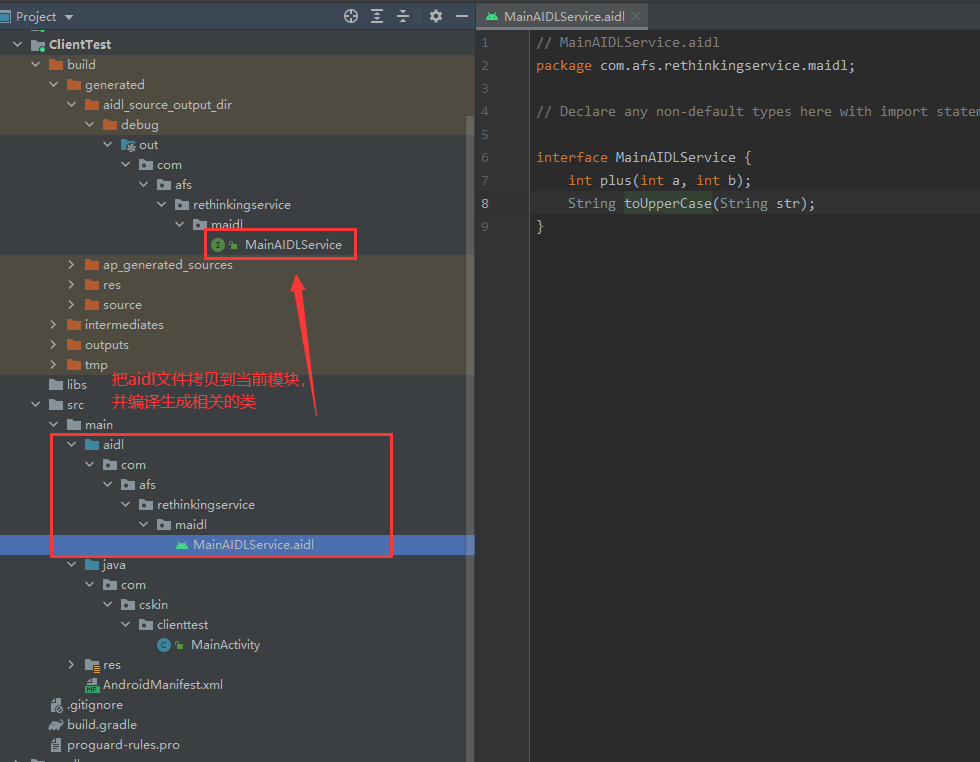 Project
ClientTest
build
generated
aidl_source_output_dir
debug
out
com
afs
rethinkingservice
maidl
MainAIDLService
ap_generated_sources
res
source
intermediates
outputs
tmp
libs
把aidl文件拷贝到当前模块，
src
并编译生成相关的类
main
aidl
com
afs
rethinkingservice
maidl
MainAIDLService.aidl
java
com
cskin
clienttest
MainActivity
res
AndroidManifest.xml
.gitignore
build.gradle
proguard-rules.pro
MainAIDLService.aidl
1 // MainAIDLService.aidl
2 package com.afs.rethinkingservice.maidl;
3
4 // Declare any non-default types here with import statem
5
6 interface MainAIDLService {
7 int plus(int a, int b);
8 String toUpperCase(String str);
9 }